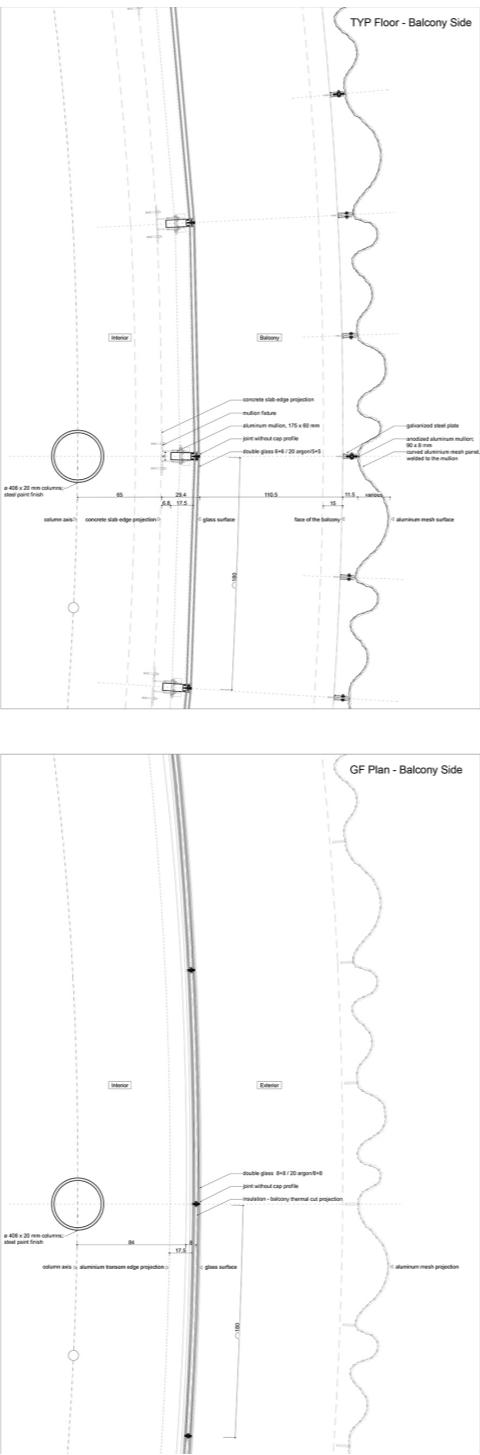 TYP Floor - Balcony Side
Interior
Balcony
concrete slab edge projection
mullion fixture
aluminum mullion, 175 x 60 mm
joint without cap profile
double glass 6+6 / 20 argon/5+5
galvanized steel plate
anodized aluminum mullion;
90 x 8 mm
curved aluminium mesh panel,
welded to the mullion
ø 406 x 20 mm columns;
steel paint finish
65
29,4
110.5
11.5
various
6,8
17,5
15
column axis
concrete slab edge projection
glass surface
face of the balcony
aluminum mesh surface
180
GF Plan - Balcony Side
Interior
Exterior
double glass 8+8 / 20 argon/8+8
joint without cap profile
insulation - balcony thermal cut projection
ø 406 x 20 mm columns;
steel paint finish
84
8
17,5
column axis
aluminium transom edge projection
glass surface
aluminum mesh projection
180